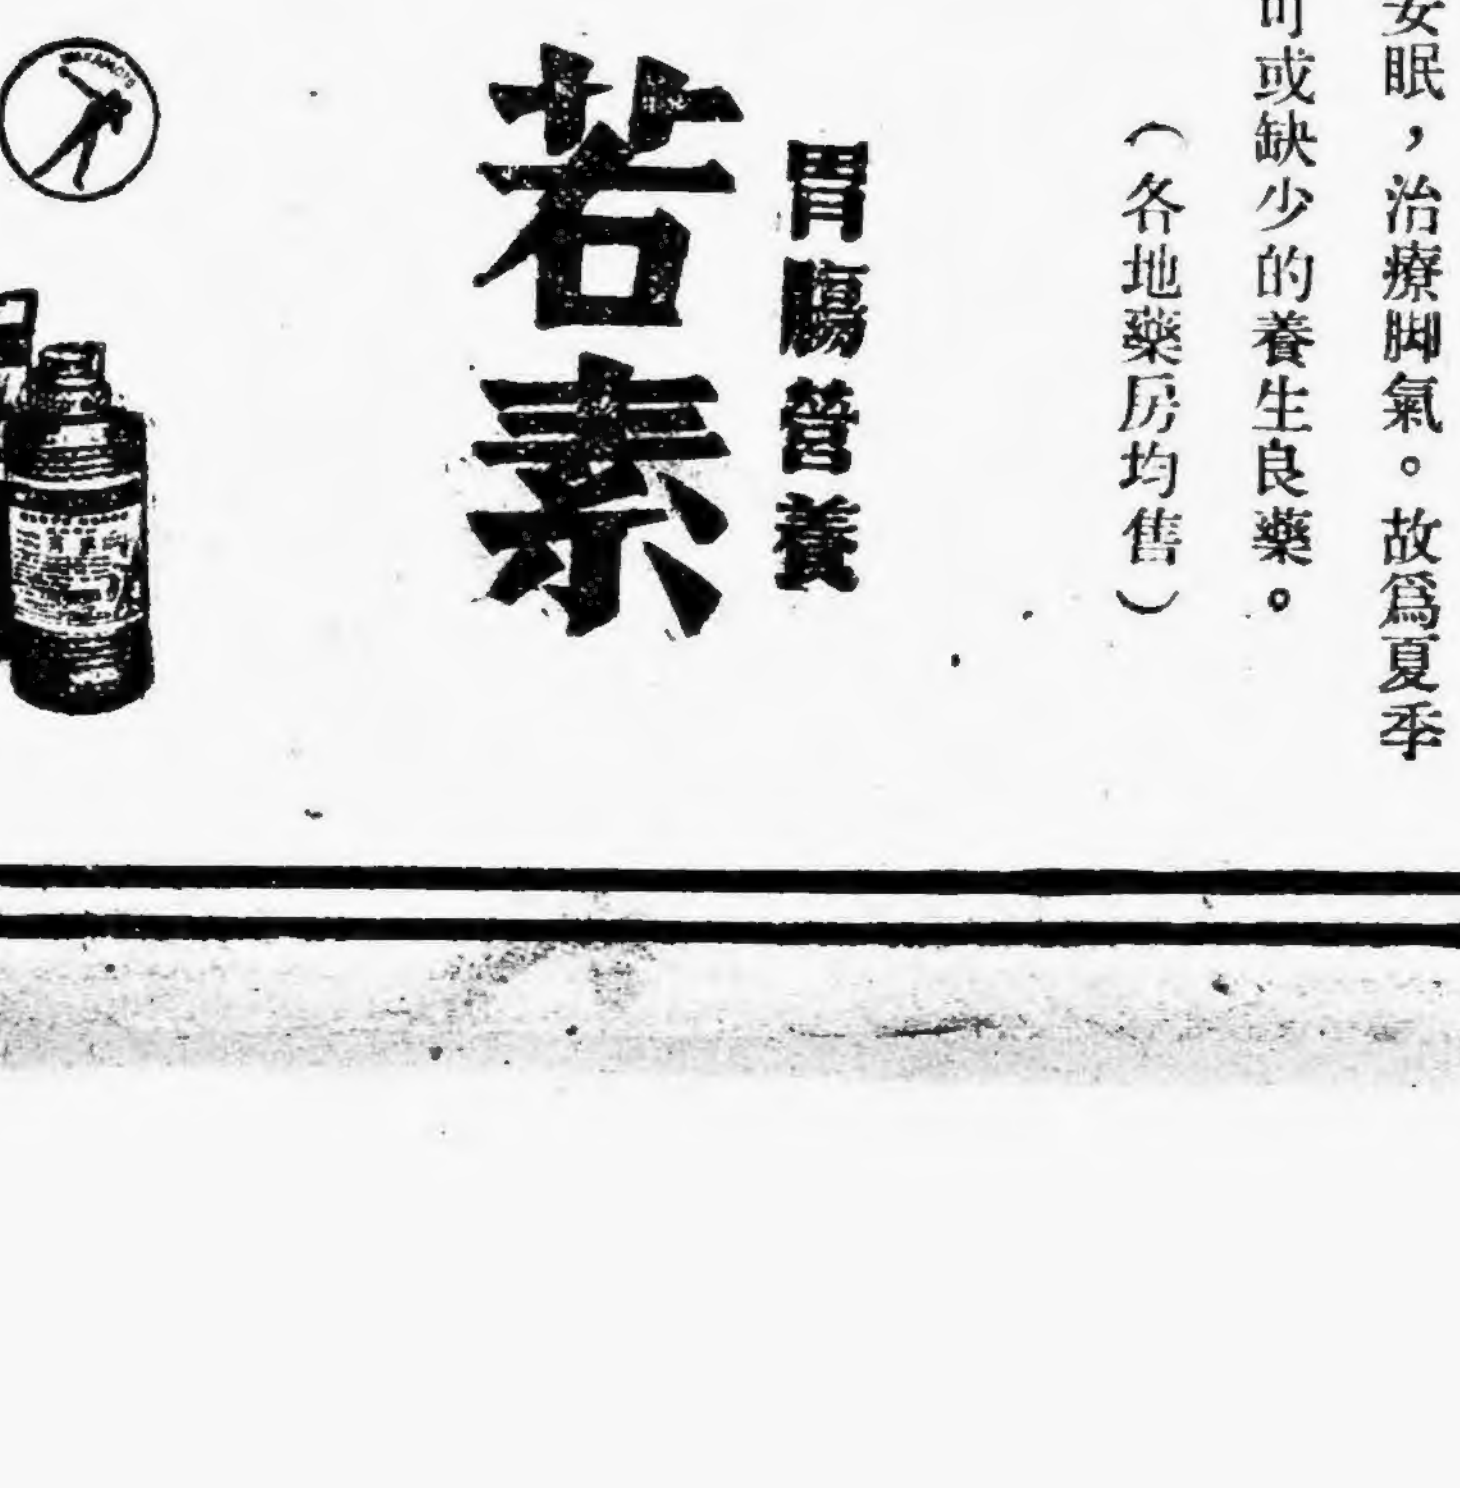 安眠，治療脚氣。故爲夏季
可或缺少的養生良藥。
（各地藥房均售）
胃腸營養
若素
WAKAMOTO